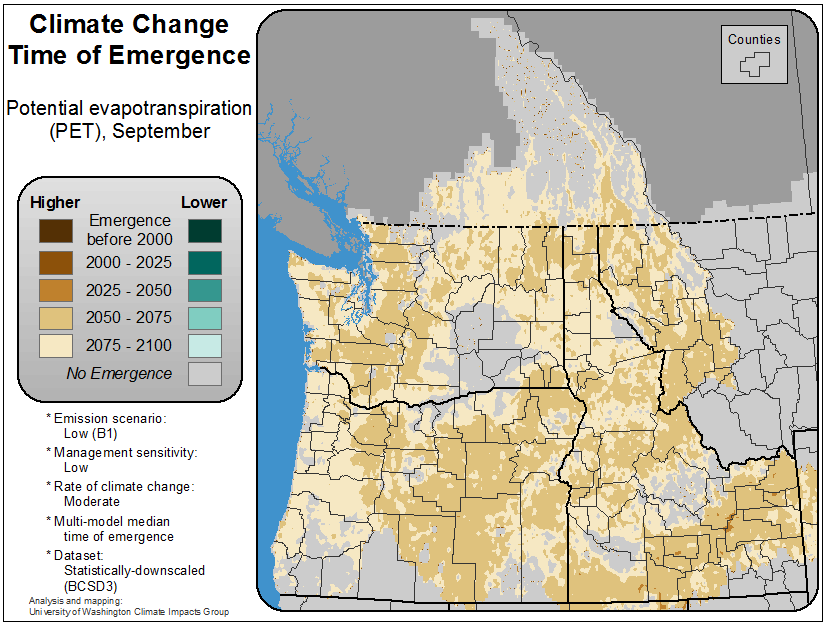 Climate Change
Time of Emergence
Potential evapotranspiration
(PET), September
Higher Lower
Emergence
before 2000
2000 - 2025
2025 - 2050
2050 - 2075
2075 - 2100
No Emergence
* Emission scenario:
Low (B1)
* Management sensitivity:
Low
* Rate of climate change:
Moderate
* Multi-model median
time of emergence
* Dataset:
Statistically-downscaled
(BCSD3)
Analysis and mapping:
University of Washington Climate Impacts Group
Counties